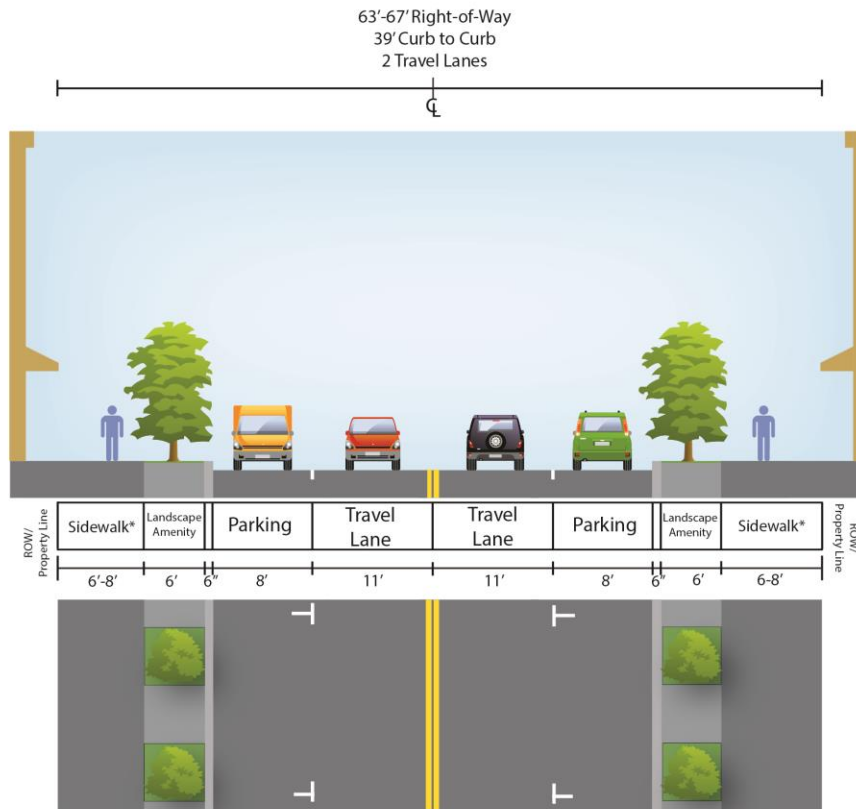 63'-67' Right-of-Way
39' Curb to Curb
2 Travel Lanes
℄
ROW/
Property Line
Sidewalk*
Landscape
Amenity
Parking
Travel
Lane
Travel
Lane
Parking
Landscape
Amenity
Sidewalk*
ROW/
Property Line
6'-8'
6'
6"
8'
11'
11'
8'
6"
6'
6-8'